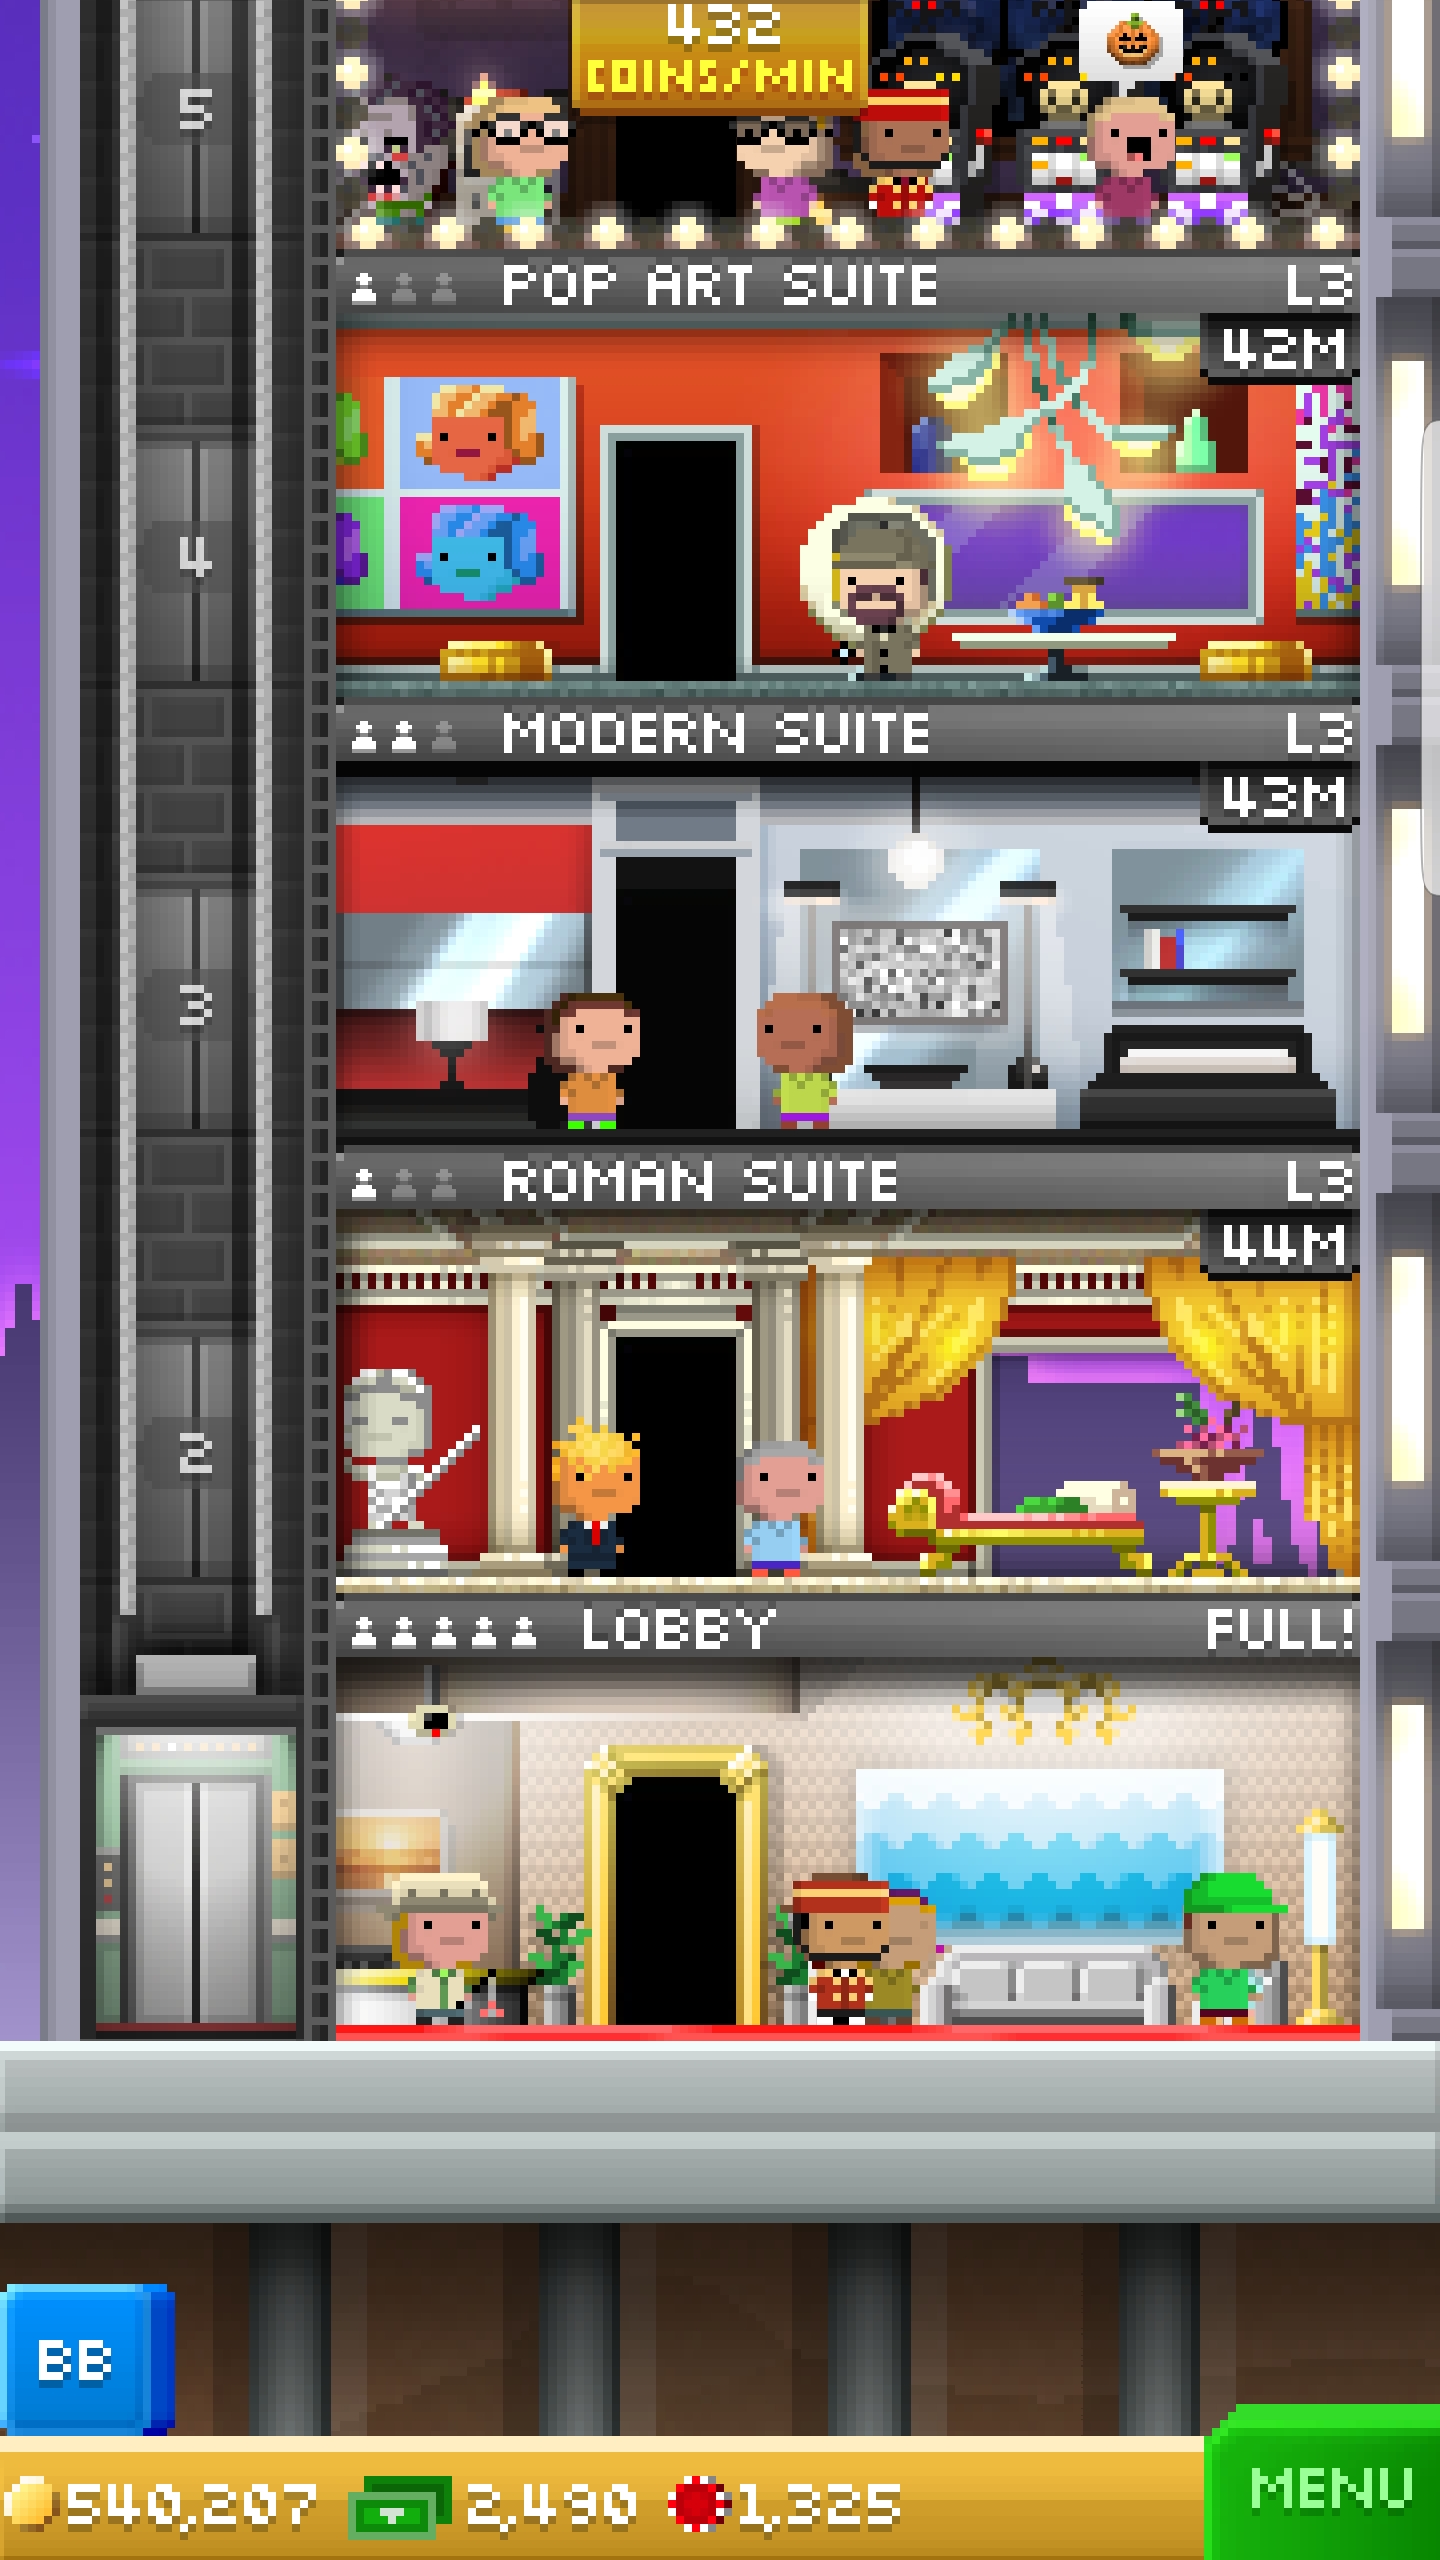 432
COINS/MIN
5
POP ART SUITE L3
42M
4
MODERN SUITE L3
43M
3
ROMAN SUITE L3
44M
2
LOBBY FULL!
BB
540,207 2,490 1,325
MENU